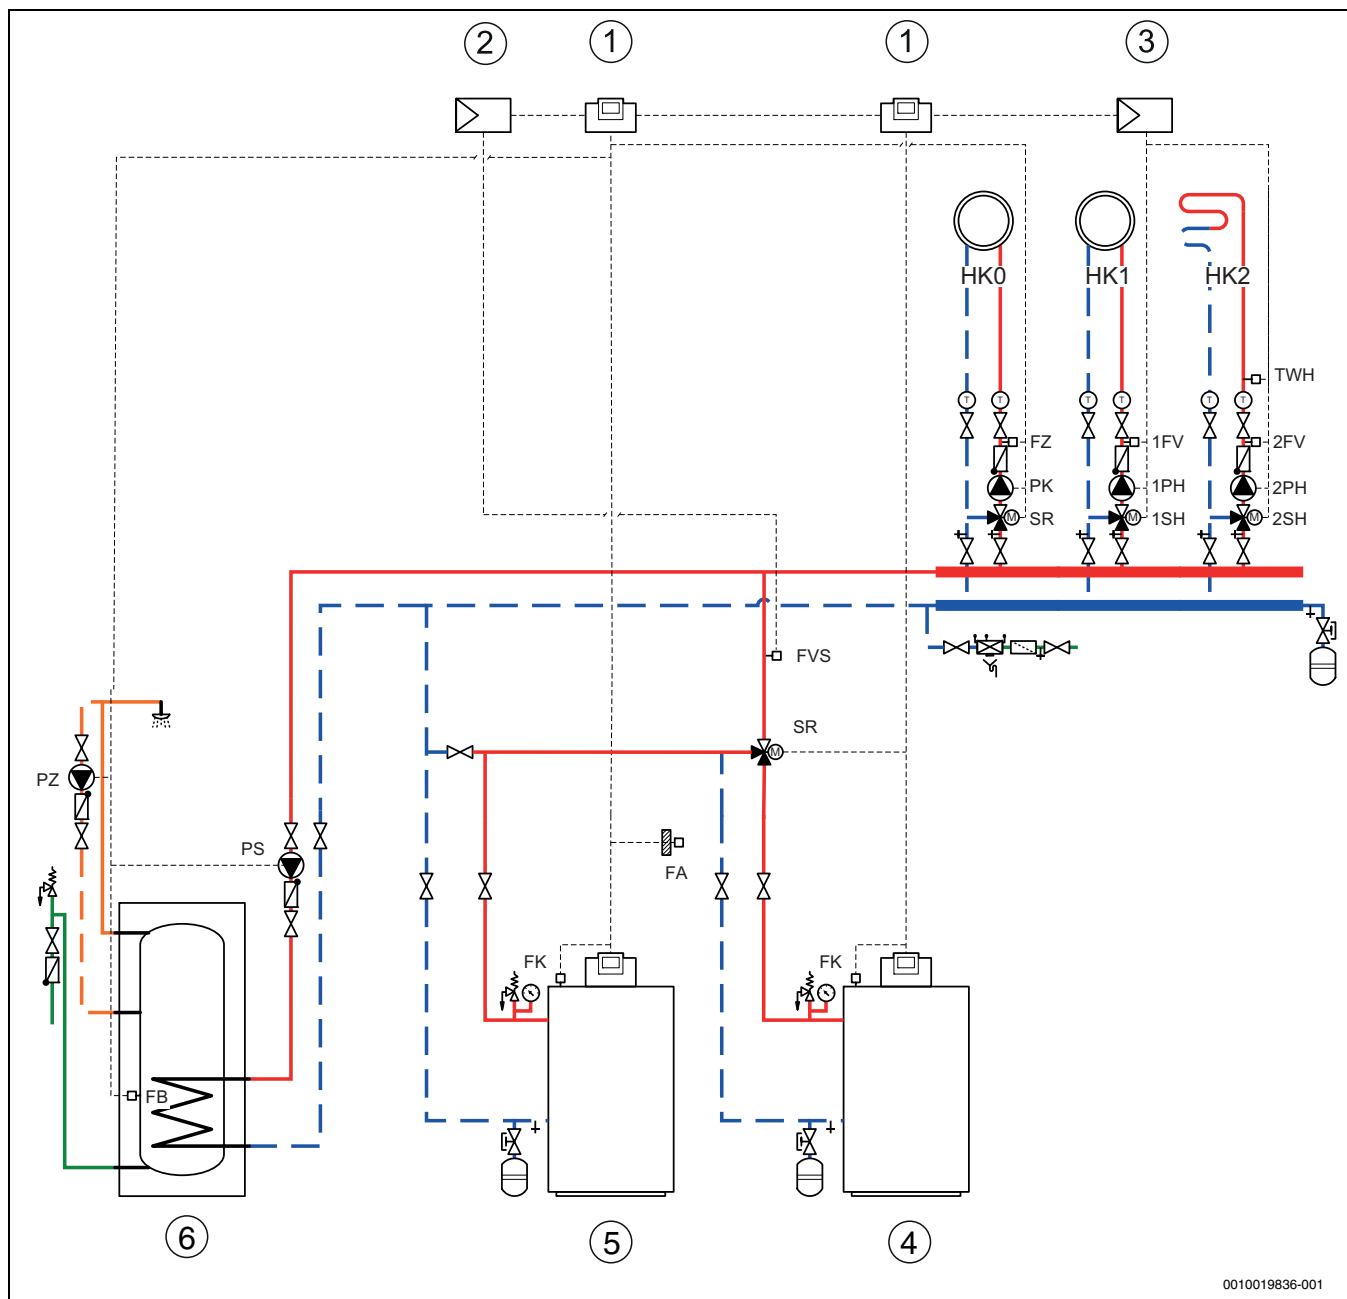 2 1 1 3
HK0 HK1 HK2
TWH
T T T T T T
FZ 1FV 2FV
PK 1PH 2PH
M SR M 1SH M 2SH
FVS
SR
M
PZ
PS
FA
FK FK
FB
6 5 4
0010019836-001